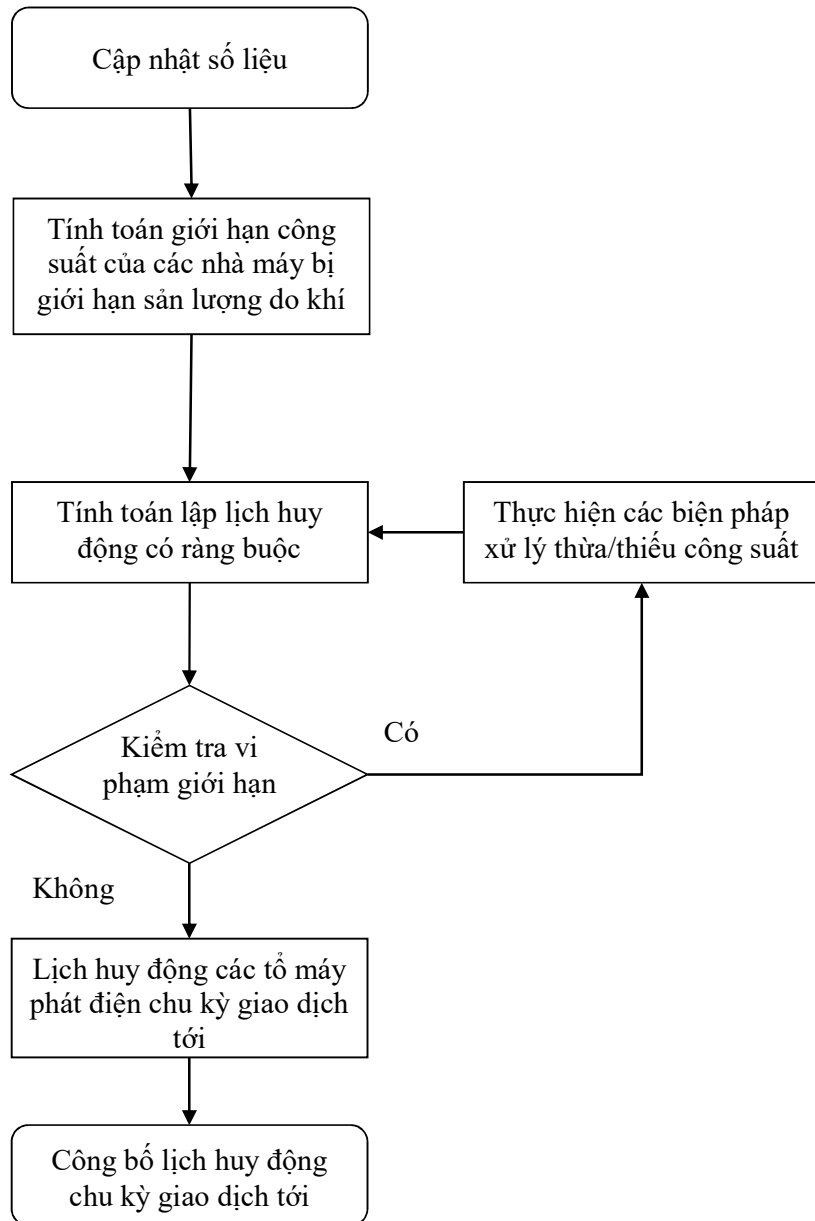 Cập nhật số liệu
Tính toán giới hạn công
suất của các nhà máy bị
giới hạn sản lượng do khí
Tính toán lập lịch huy
động có ràng buộc
Thực hiện các biện pháp
xử lý thừa/thiếu công suất
Kiểm tra vi
phạm giới hạn
Có
Không
Lịch huy động các tổ máy
phát điện chu kỳ giao dịch
tới
Công bố lịch huy động
chu kỳ giao dịch tới